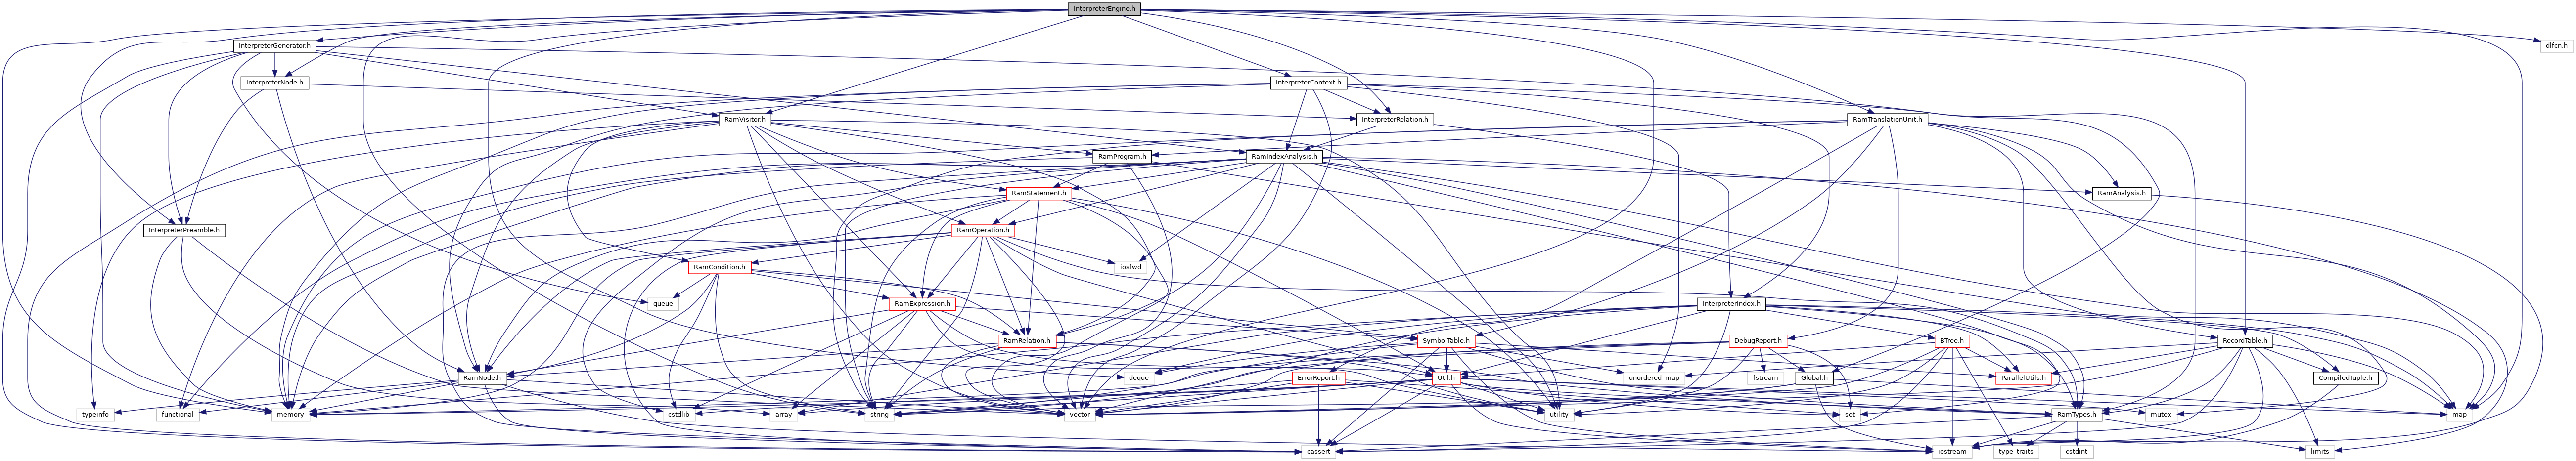 InterpreterEngine.h
InterpreterGenerator.h
dlfcn.h
InterpreterNode.h
InterpreterContext.h
RamVisitor.h
InterpreterRelation.h
RamTranslationUnit.h
RamProgram.h
RamIndexAnalysis.h
RamStatement.h
RamAnalysis.h
InterpreterPreamble.h
RamOperation.h
RamCondition.h
iosfwd
queue
RamExpression.h
InterpreterIndex.h
RamRelation.h
SymbolTable.h
DebugReport.h
BTree.h
RecordTable.h
RamNode.h
deque
ErrorReport.h
Util.h
unordered_map
fstream
Global.h
ParallelUtils.h
CompiledTuple.h
typeinfo
functional
memory
cstdlib
array
string
vector
utility
set
RamTypes.h
mutex
map
cassert
iostream
type_traits
cstdint
limits